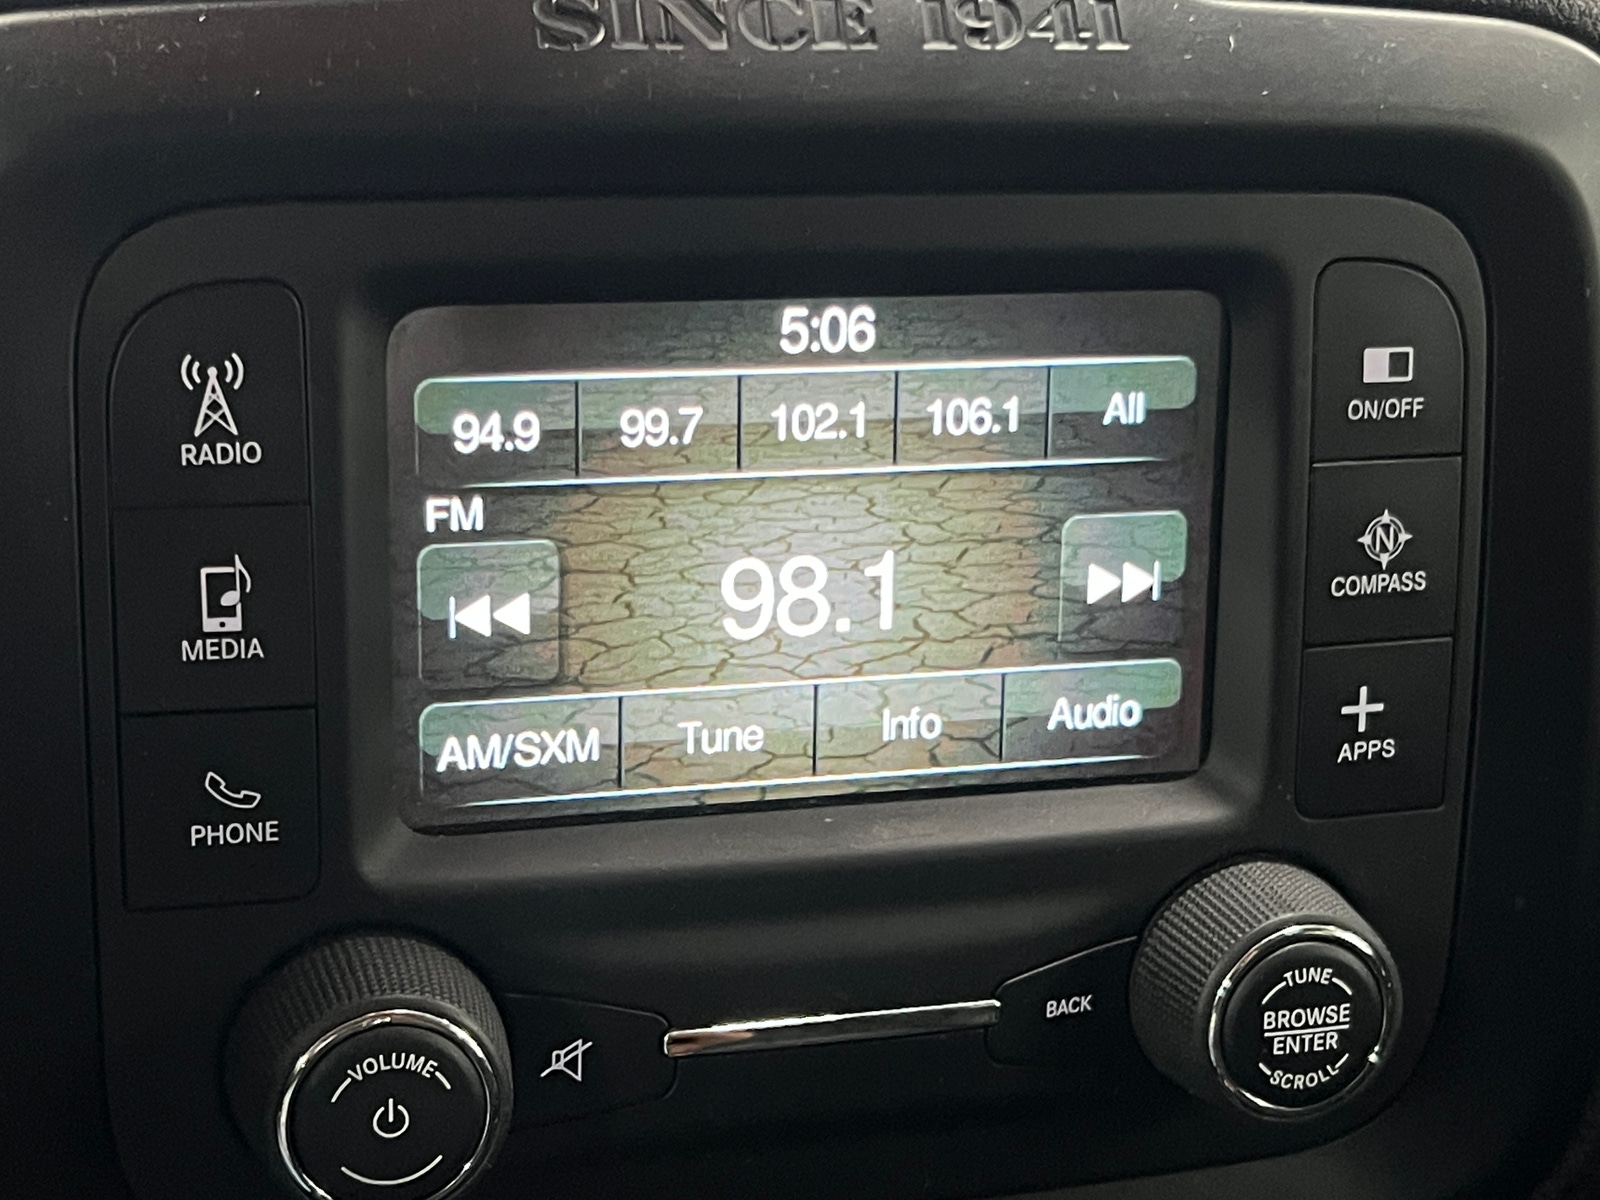 SINCE 1941
5:06
94.9 99.7 102.1 106.1 All
FM
98.1
AM/SXM Tune Info Audio
RADIO
MEDIA
PHONE
ON/OFF
N
COMPASS
APPS
VOLUME
BACK
TUNE
BROWSE
ENTER
SCROLL